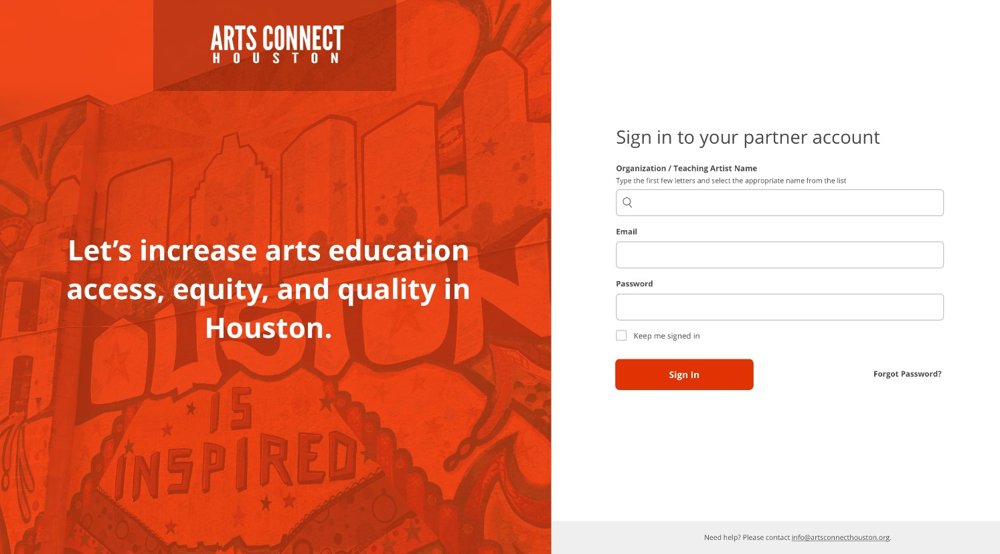 ARTS CONNECT
HOUSTON
Let’s increase arts education
access, equity, and quality in
Houston.
HOUSTON
IS
INSPIRED
Sign in to your partner account
Organization / Teaching Artist Name
Type the first few letters and select the appropriate name from the list
Email
Password
Keep me signed in
Sign In
Forgot Password?
Need help? Please contact info@artsconnecthouston.org.